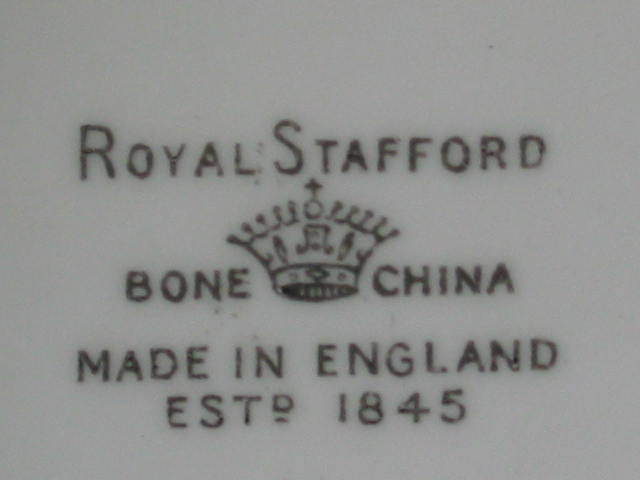 ROYAL STAFFORD
BONE CHINA
MADE IN ENGLAND
ESTD 1845